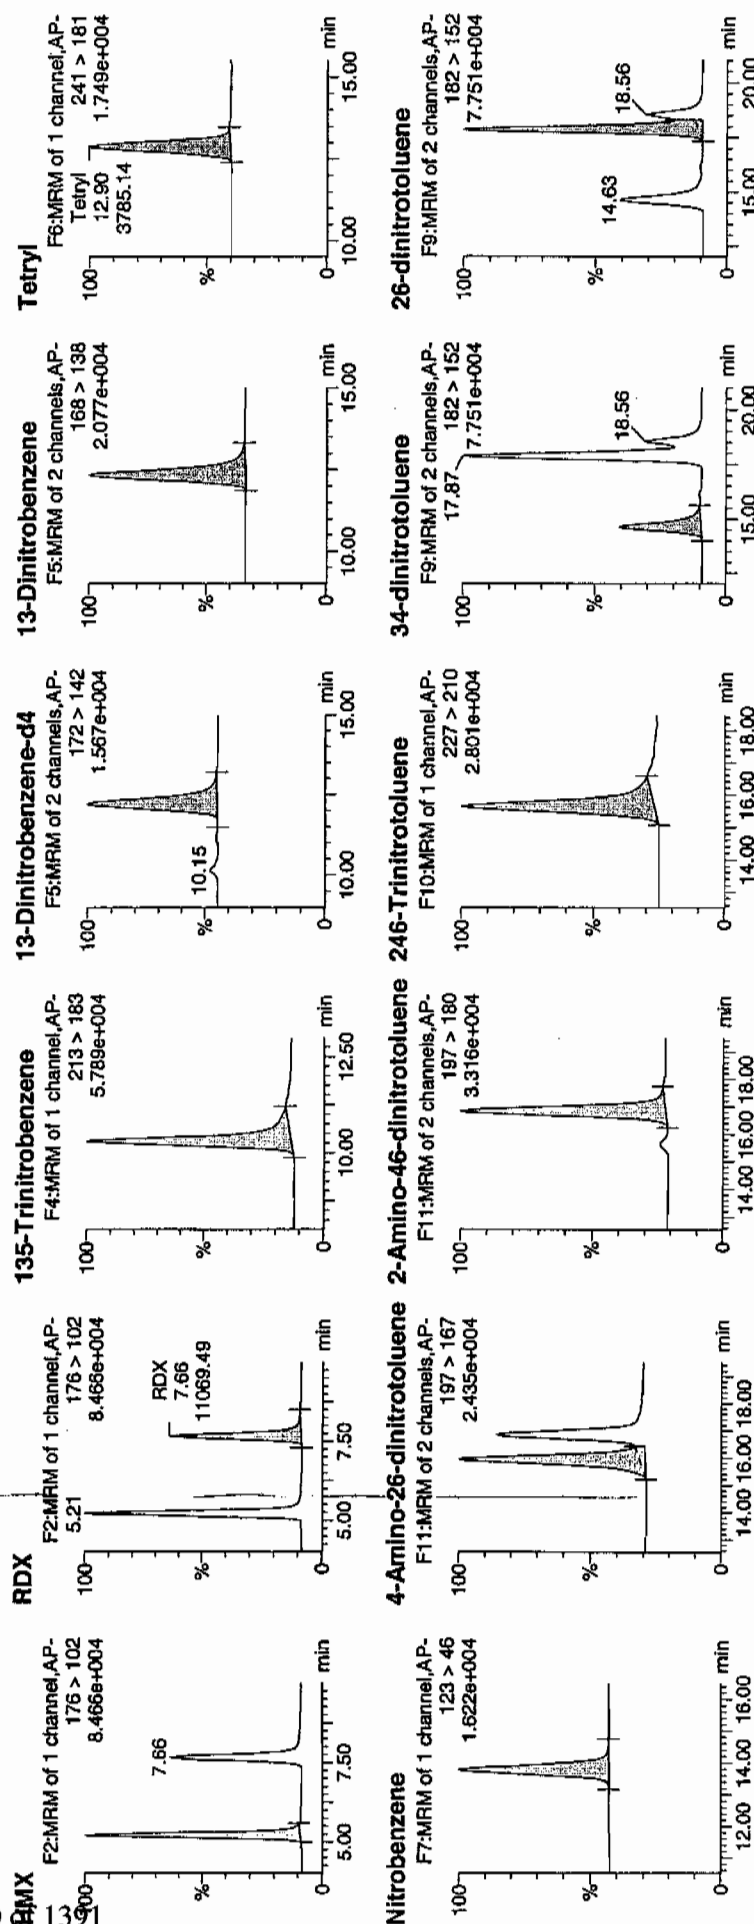 HMX
F2:MRM of 1 channel,AP-
176 > 102
8.466e+004
100
7.66
%
0
5.00 7.50 min
RDX
F2:MRM of 1 channel,AP-
176 > 102
8.466e+004
100
5.21
RDX
7.66
11069.49
%
0
5.00 7.50 min
135-Trinitrobenzene
F4:MRM of 1 channel,AP-
213 > 183
5.789e+004
100
%
0
10.00 12.50 min
13-Dinitrobenzene-d4
F5:MRM of 2 channels,AP-
172 > 142
1.567e+004
100
10.15
%
0
10.00 15.00 min
13-Dinitrobenzene
F5:MRM of 2 channels,AP-
168 > 138
2.077e+004
100
%
0
10.00 15.00 min
Tetryl
F6:MRM of 1 channel,AP-
241 > 181
1.749e+004
100
Tetryl
12.90
3785.14
%
0
10.00 15.00 min
Nitrobenzene
F7:MRM of 1 channel,AP-
123 > 46
1.622e+004
100
%
0
12.00 14.00 16.00 min
4-Amino-26-dinitrotoluene
F11:MRM of 2 channels,AP-
197 > 167
2.435e+004
100
%
0
14.00 16.00 18.00 min
2-Amino-46-dinitrotoluene
F11:MRM of 2 channels,AP-
197 > 180
3.316e+004
100
%
0
14.00 16.00 18.00 min
246-Trinitrotoluene
F10:MRM of 1 channel,AP-
227 > 210
2.801e+004
100
%
0
14.00 16.00 18.00 min
34-dinitrotoluene
F9:MRM of 2 channels,AP-
182 > 152
7.751e+004
100
17.87
18.56
%
0
15.00 20.00 min
26-dinitrotoluene
F9:MRM of 2 channels,AP-
182 > 152
7.751e+004
100
14.63
18.56
%
0
15.00 20.00 min
1391